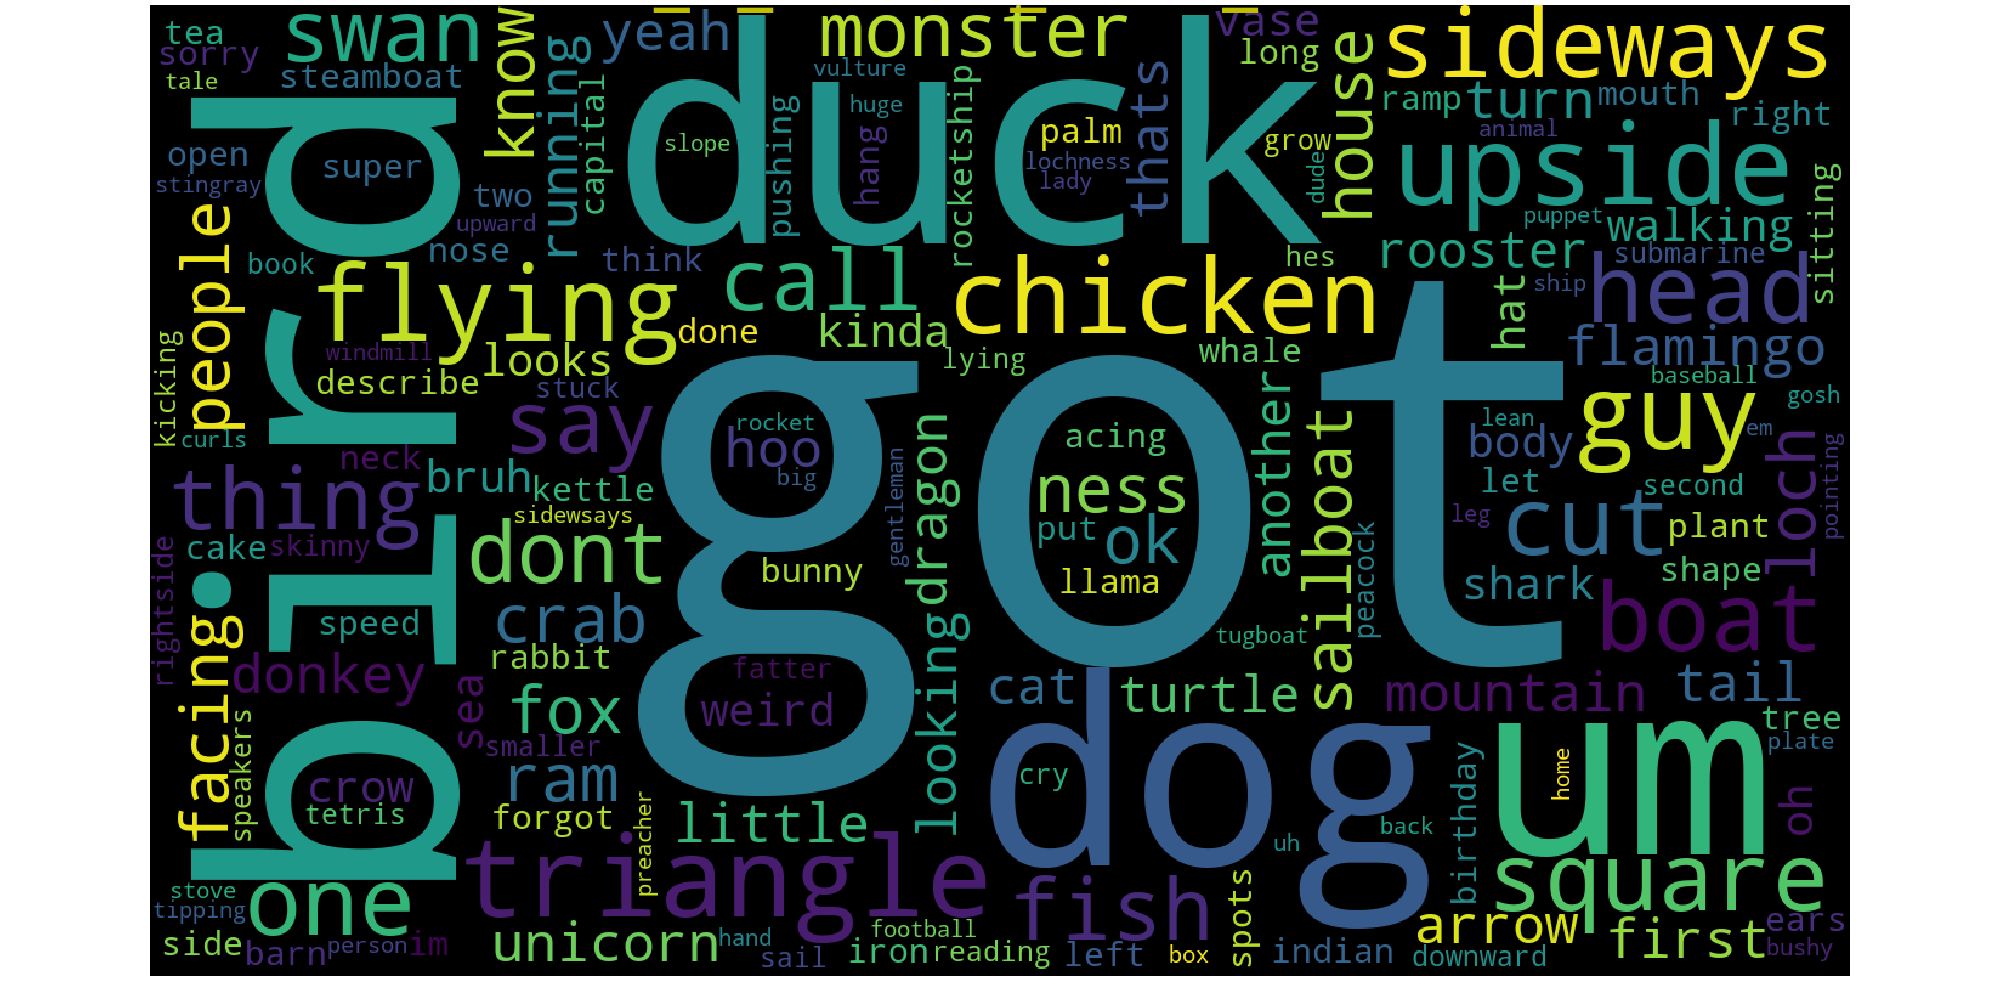 tea
swan
yeah
monster
duck
vase
sideways
sorry
know
running
vulture
thats
long
house
tale
steamboat
capital
pushing
huge
hang
rocketship
palm
ramp
turn
mouth
right
open
super
slope
lochness
lady
grow
dude
animal
upside
stingray
two
upward
puppet
walking
sitting
people
bird
book
nose
think
call
hes
rooster
submarine
flying
chicken
ship
head
hat
kicking
windmill
looks
done
kinda
lying
whale
flamingo
describe
stuck
got
another
baseball
gosh
curls
say
rocket
hoo
dragon
acing
sailboat
lean
guy
em
neck
bruh
kettle
big
gentleman
ness
body
let
second
loch
pointing
thing
sidewsays
leg
cake
skinny
dont
put
ok
peacock
cut
plant
rightside
bunny
llama
shark
shape
facing
speed
crab
looking
tugboat
boat
donkey
rabbit
fatter
cat
turtle
mountain
tail
sea
fox
weird
dog
tree
speakers
smaller
um
plate
crow
ram
cry
birthday
home
oh
tetris
forgot
preacher
little
back
triangle
uh
square
stove
one
fish
spots
tipping
football
arrow
first
ears
side
barn
person
im
unicorn
hand
sail
iron
reading
left
box
indian
downward
bushy